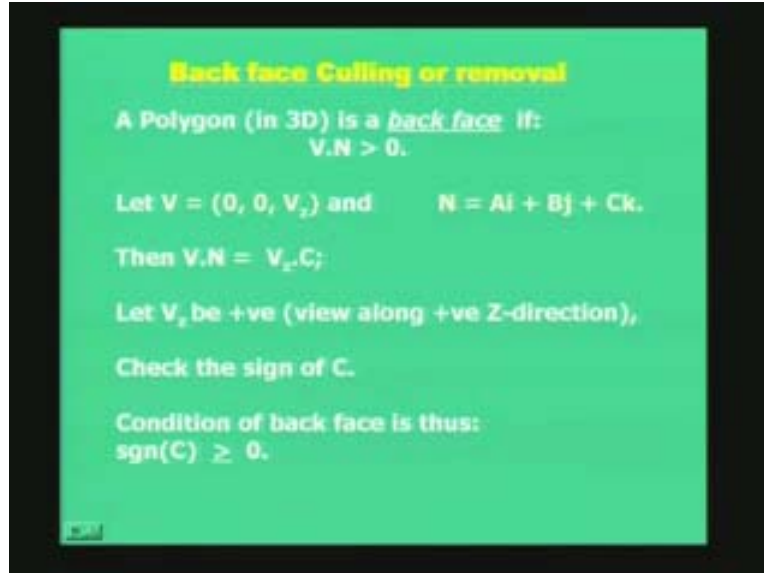 Back face Culling or removal
A Polygon (in 3D) is a back face if:
V.N > 0.
Let V = (0, 0, Vz) and N = Ai + Bj + Ck.
Then V.N = Vz.C;
Let Vz be +ve (view along +ve Z-direction),
Check the sign of C.
Condition of back face is thus:
sgn(C) ≥ 0.